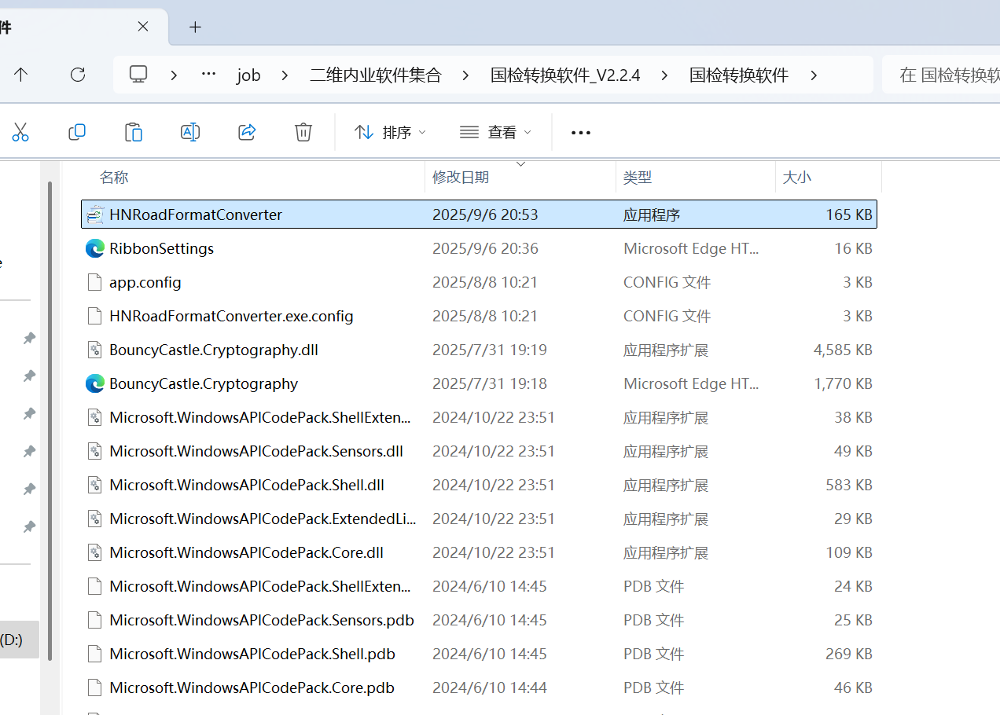 件
job 二维内业软件集合 国检转换软件_V2.2.4 国检转换软件 在 国检转换软
排序 查看
名称 修改日期 类型 大小
HNRoadFormatConverter 2025/9/6 20:53 应用程序 165 KB
RibbonSettings 2025/9/6 20:36 Microsoft Edge HT... 16 KB
app.config 2025/8/8 10:21 CONFIG 文件 3 KB
HNRoadFormatConverter.exe.config 2025/8/8 10:21 CONFIG 文件 3 KB
BouncyCastle.Cryptography.dll 2025/7/31 19:19 应用程序扩展 4,585 KB
BouncyCastle.Cryptography 2025/7/31 19:18 Microsoft Edge HT... 1,770 KB
Microsoft.WindowsAPICodePack.ShellExten... 2024/10/22 23:51 应用程序扩展 38 KB
Microsoft.WindowsAPICodePack.Sensors.dll 2024/10/22 23:51 应用程序扩展 49 KB
Microsoft.WindowsAPICodePack.Shell.dll 2024/10/22 23:51 应用程序扩展 583 KB
Microsoft.WindowsAPICodePack.ExtendedLi... 2024/10/22 23:51 应用程序扩展 29 KB
Microsoft.WindowsAPICodePack.Core.dll 2024/10/22 23:51 应用程序扩展 109 KB
Microsoft.WindowsAPICodePack.ShellExten... 2024/6/10 14:45 PDB 文件 24 KB
Microsoft.WindowsAPICodePack.Sensors.pdb 2024/6/10 14:45 PDB 文件 25 KB
(D:)
Microsoft.WindowsAPICodePack.Shell.pdb 2024/6/10 14:45 PDB 文件 269 KB
Microsoft.WindowsAPICodePack.Core.pdb 2024/6/10 14:44 PDB 文件 46 KB